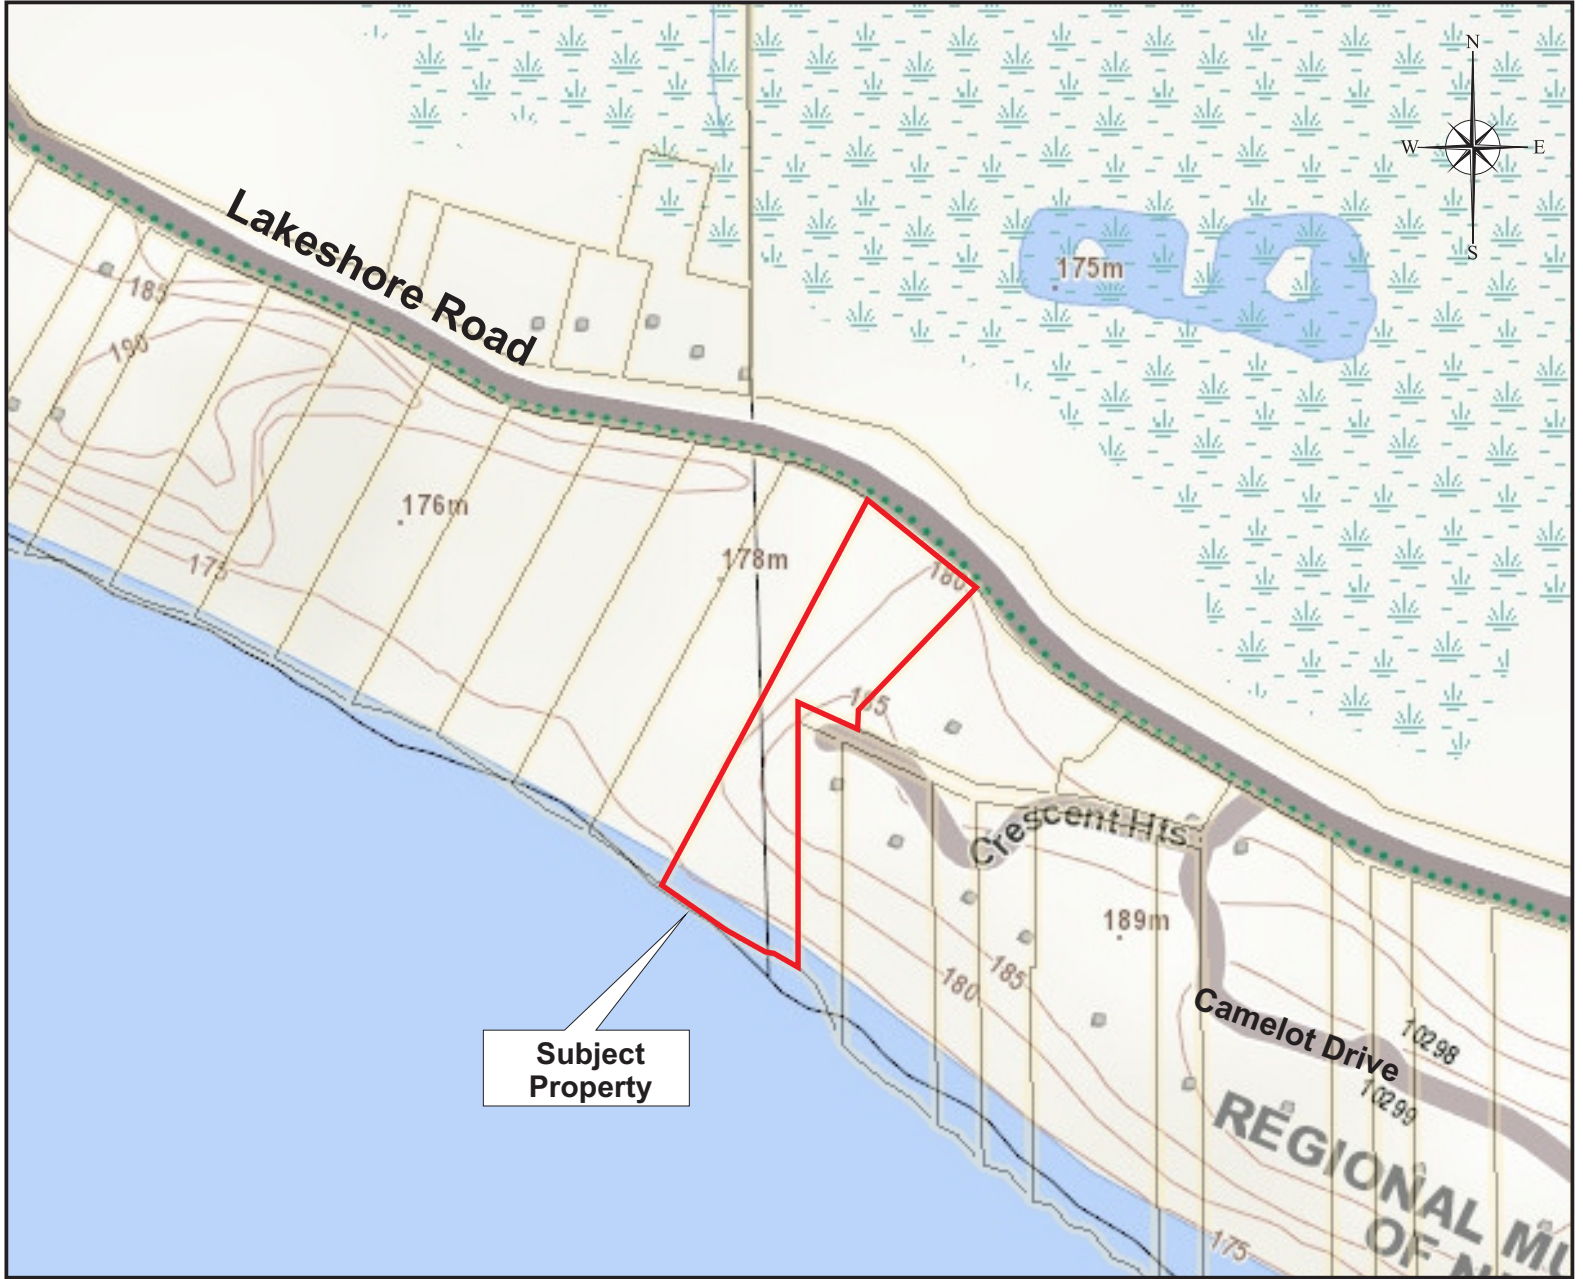 N
W
E
S
Lakeshore Road
175m
185
190
176m
175
178m
180
185
Crescent Hts
189m
185
180
Camelot Drive
10298
10299
Subject
Property
REGIONAL MU
OF N
175